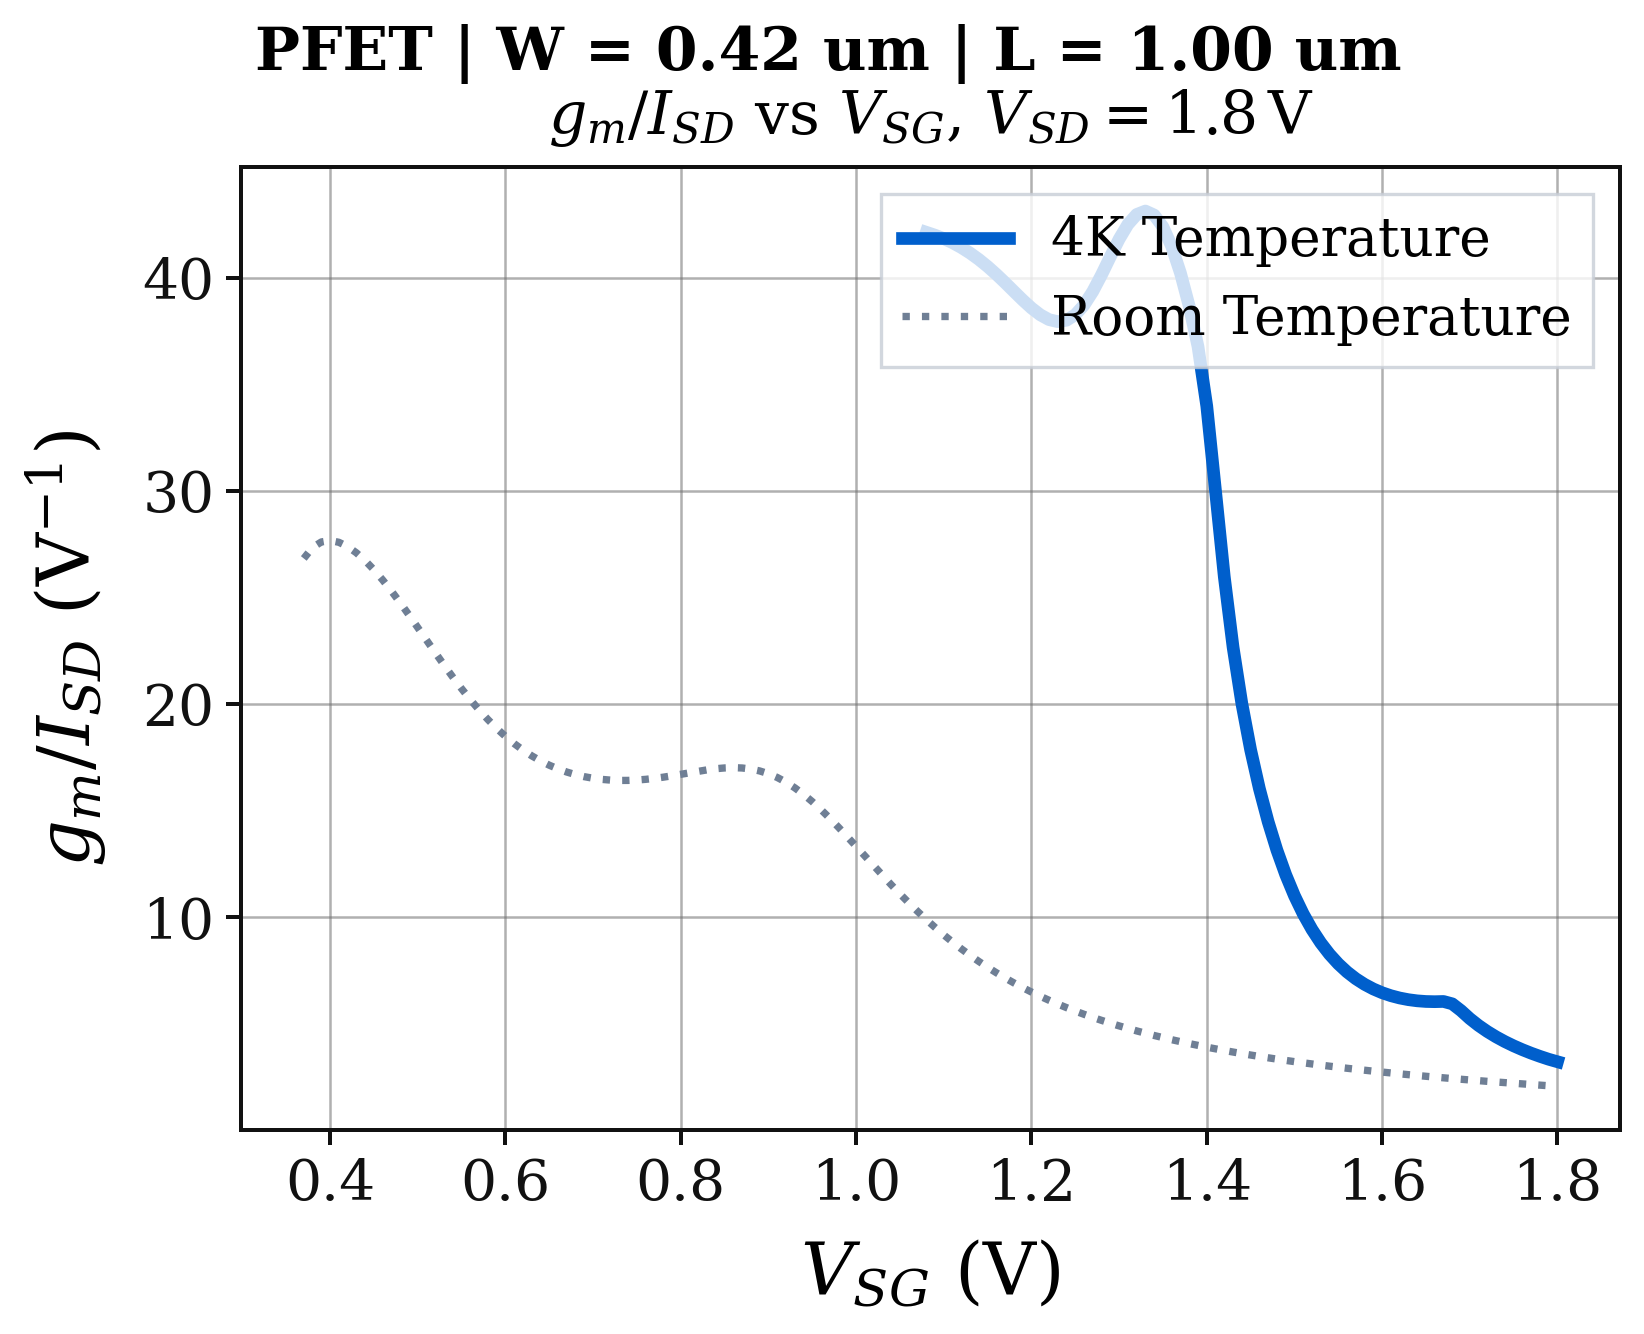 PFET | W = 0.42 um | L = 1.00 um
g_m/I_SD vs V_SG, V_SD = 1.8 V
4K Temperature
Room Temperature
g_m/I_SD (V⁻¹)
40
30
20
10
0.4 0.6 0.8 1.0 1.2 1.4 1.6 1.8
V_SG (V)